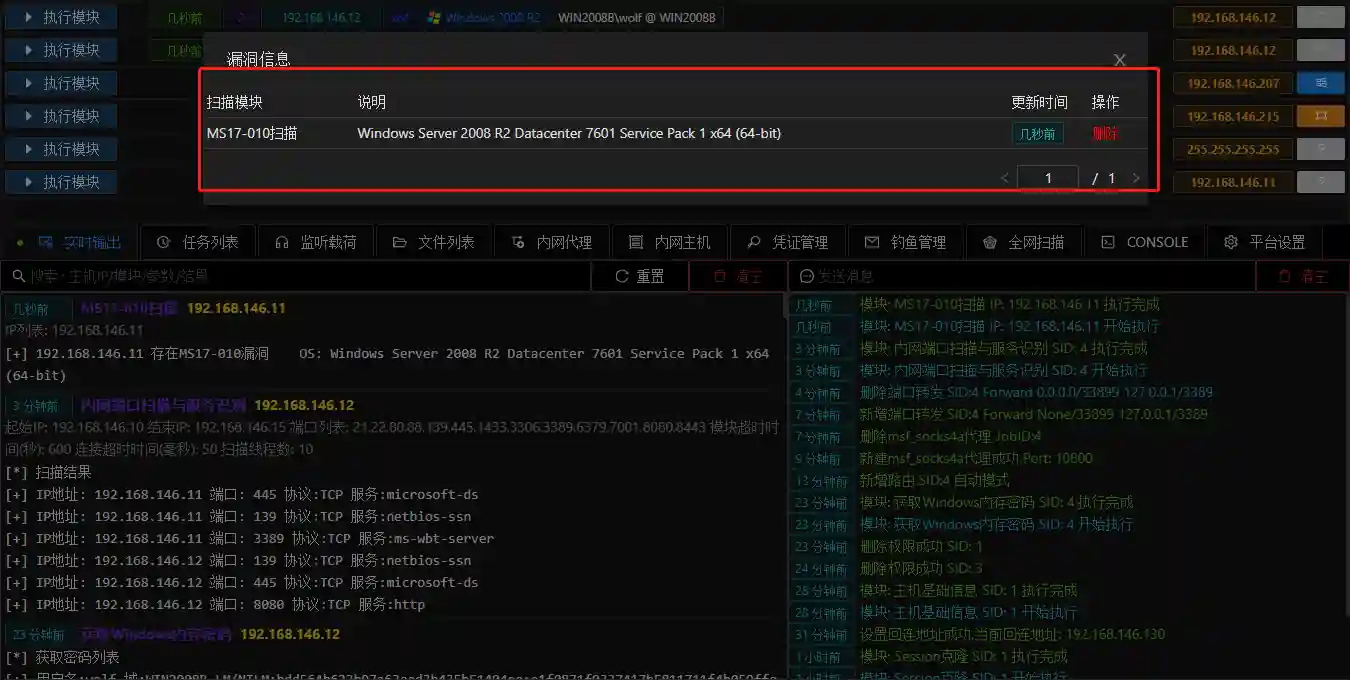 执行模块 几秒前 192.168.146.12 x64 Windows 2008 R2 WIN2008B\wolf @ WIN2008B 192.168.146.12
执行模块 几秒前 192.168.146.12
漏洞信息 X
执行模块 192.168.146.207
扫描模块 说明 更新时间 操作
执行模块 192.168.146.215
MS17-010扫描 Windows Server 2008 R2 Datacenter 7601 Service Pack 1 x64 (64-bit) 几秒前 删除
执行模块 255.255.255.255
执行模块 < 1 / 1 > 192.168.146.11
实时输出 任务列表 监听载荷 文件列表 内网代理 内网主机 凭证管理 钓鱼管理 全网扫描 CONSOLE 平台设置
搜索 - 主机IP/模块/参数/结果 重置 清空 发送消息 清空
几秒前 MS17-010扫描 192.168.146.11
IP列表: 192.168.146.11
[+] 192.168.146.11 存在MS17-010漏洞 OS: Windows Server 2008 R2 Datacenter 7601 Service Pack 1 x64
(64-bit)
3 分钟前 内网端口扫描与服务识别 192.168.146.12
起始IP: 192.168.146.10 结束IP: 192.168.146.15 端口列表: 21,22,80,88,139,445,1433,3306,3389,6379,7001,8080,8443 模块超时时
间(秒): 600 连接超时时间(毫秒): 50 扫描线程数: 10
[*] 扫描结果
[+] IP地址: 192.168.146.11 端口: 445 协议:TCP 服务:microsoft-ds
[+] IP地址: 192.168.146.11 端口: 139 协议:TCP 服务:netbios-ssn
[+] IP地址: 192.168.146.11 端口: 3389 协议:TCP 服务:ms-wbt-server
[+] IP地址: 192.168.146.12 端口: 139 协议:TCP 服务:netbios-ssn
[+] IP地址: 192.168.146.12 端口: 445 协议:TCP 服务:microsoft-ds
[+] IP地址: 192.168.146.12 端口: 8080 协议:TCP 服务:http
23 分钟前 获取Windows内存密码 192.168.146.12
[*] 获取密码列表
几秒前 模块: MS17-010扫描 IP: 192.168.146.11 执行完成
几秒前 模块: MS17-010扫描 IP: 192.168.146.11 开始执行
3 分钟前 模块: 内网端口扫描与服务识别 SID: 4 执行完成
3 分钟前 模块: 内网端口扫描与服务识别 SID: 4 开始执行
4 分钟前 删除端口转发 SID:4 Forward 0.0.0.0/33899 127.0.0.1/3389
7 分钟前 新增端口转发 SID:4 Forward None/33899 127.0.0.1/3389
7 分钟前 删除msf_socks4a代理 JobID:4
9 分钟前 新建msf_socks4a代理成功 Port: 10800
13 分钟前 新增路由 SID:4 自动模式
23 分钟前 模块: 获取Windows内存密码 SID: 4 执行完成
23 分钟前 模块: 获取Windows内存密码 SID: 4 开始执行
23 分钟前 删除权限成功 SID: 1
24 分钟前 删除权限成功 SID: 3
28 分钟前 模块: 主机基础信息 SID: 1 执行完成
28 分钟前 模块: 主机基础信息 SID: 1 开始执行
31 分钟前 设置回连地址成功,当前回连地址: 192.168.146.130
1 小时前 模块: Session克隆 SID: 1 执行完成